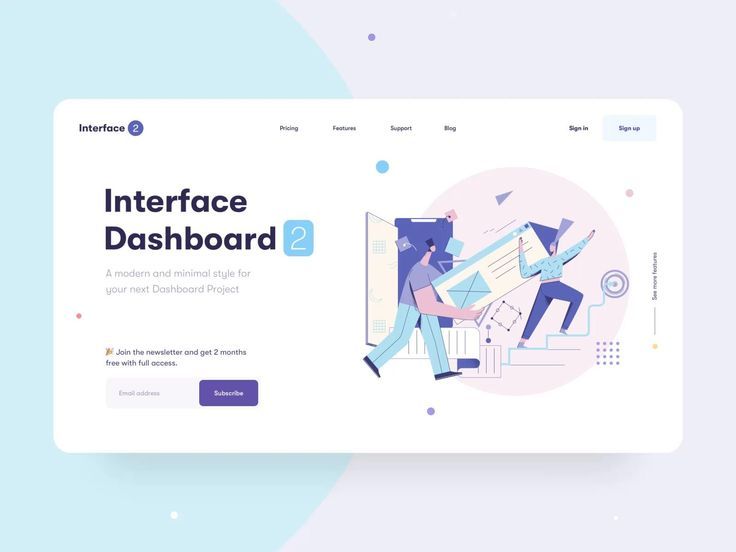 Interface 2
Pricing
Features
Support
Blog
Sign in
Sign up
Interface
Dashboard 2
A modern and minimal style for
your next Dashboard Project
See more features
🎉 Join the newsletter and get 2 months
free with full access.
Email address
Subscribe